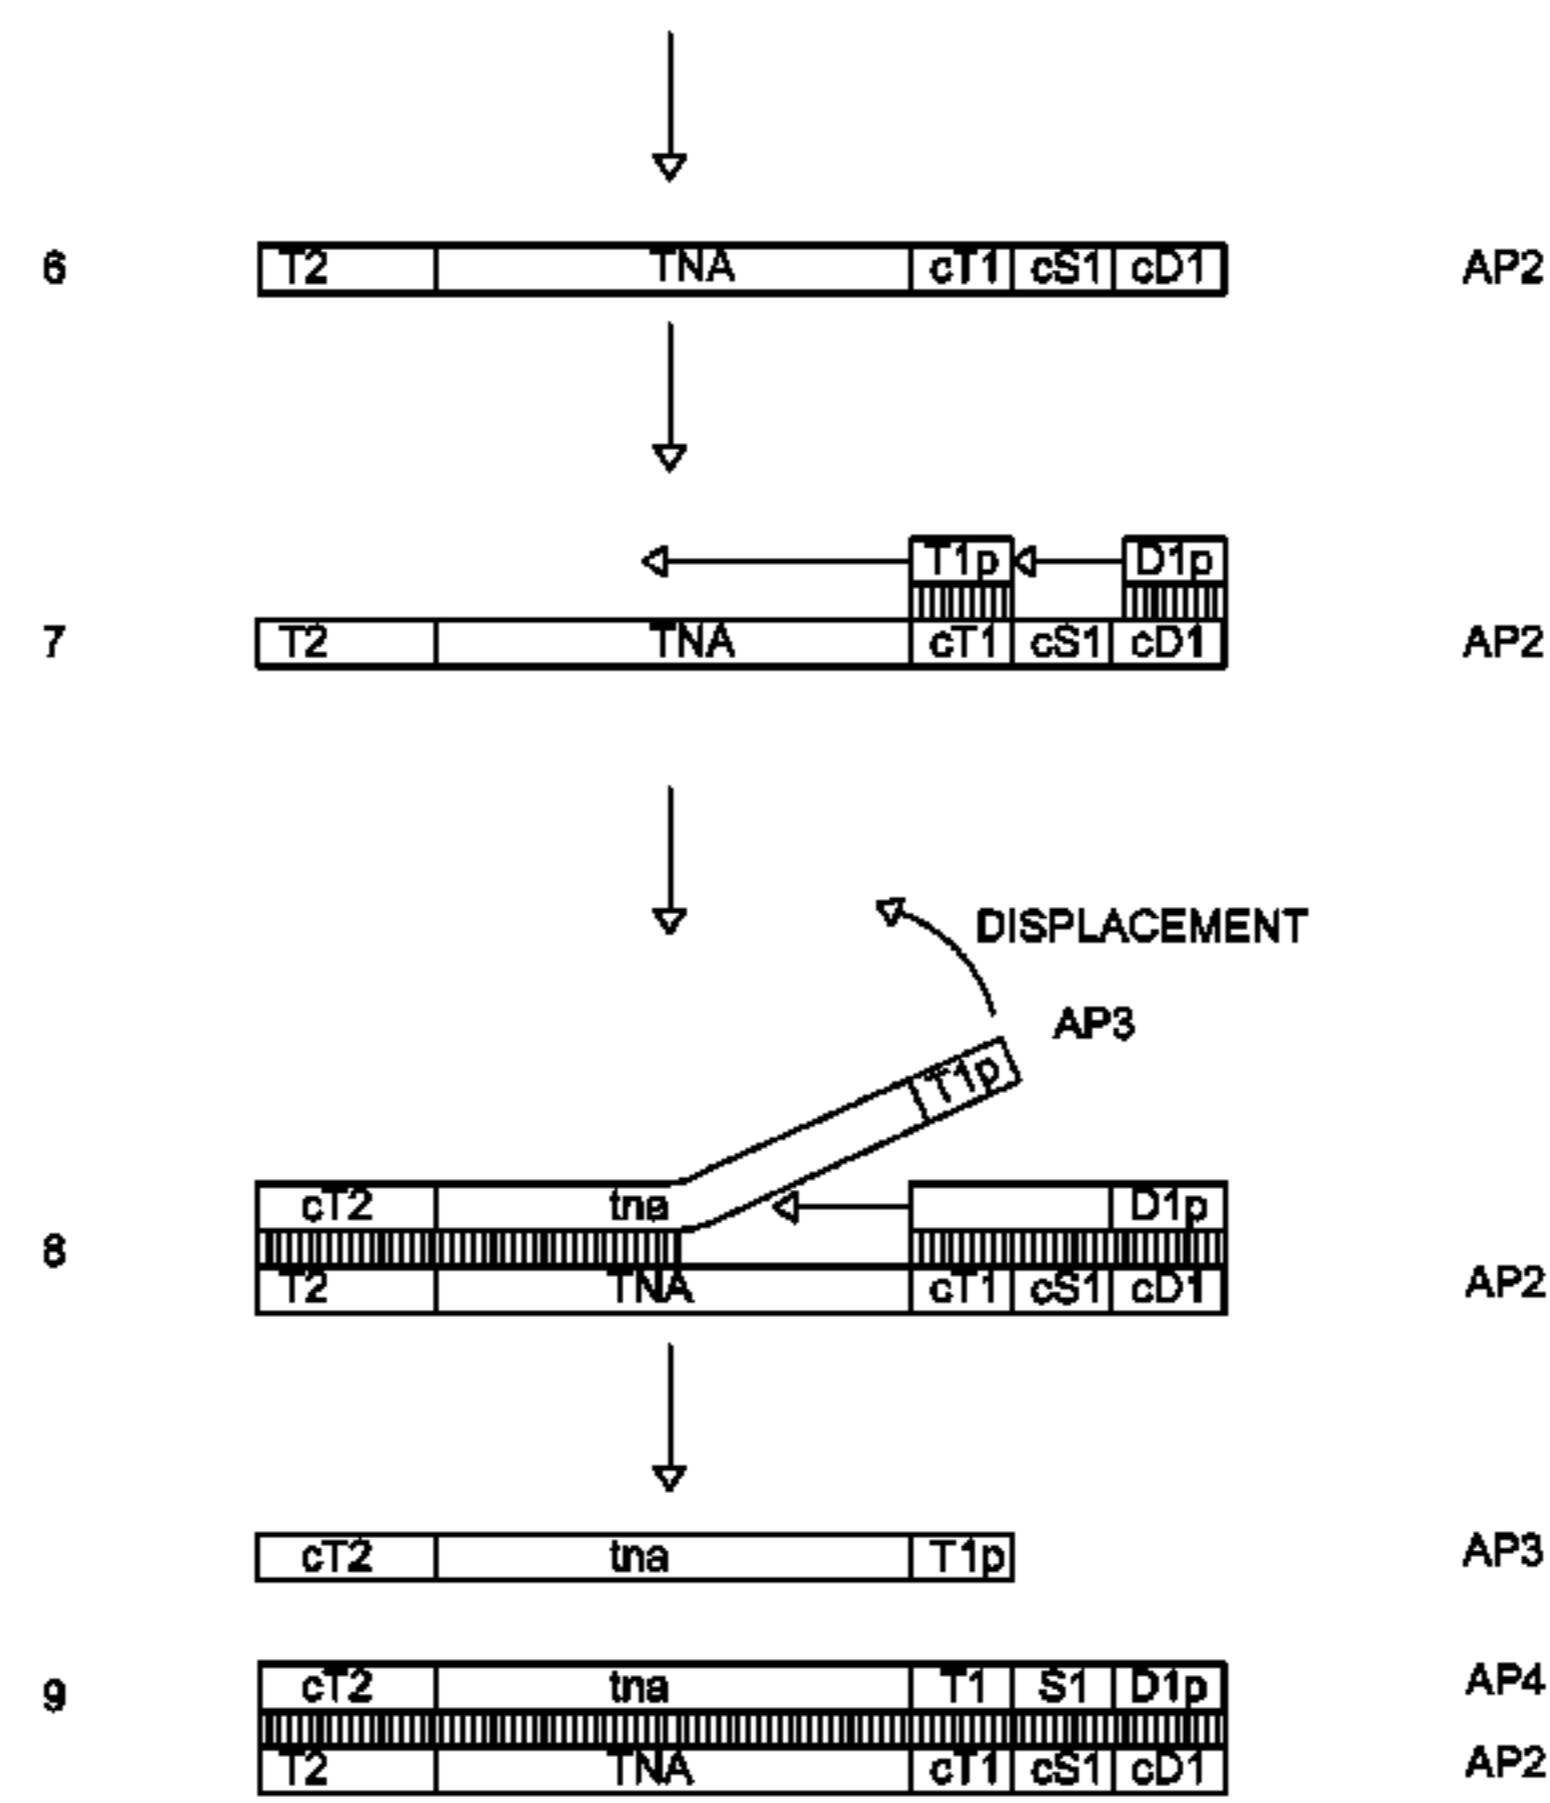 6 T2 TNA cT1 cS1 cD1 AP2
T1p D1p
7 T2 TNA cT1 cS1 cD1 AP2
DISPLACEMENT
AP3
T1p
cT2 tna D1p
8
T2 TNA cT1 cS1 cD1 AP2
cT2 tna T1p AP3
cT2 tna T1 S1 D1p AP4
9
T2 TNA cT1 cS1 cD1 AP2